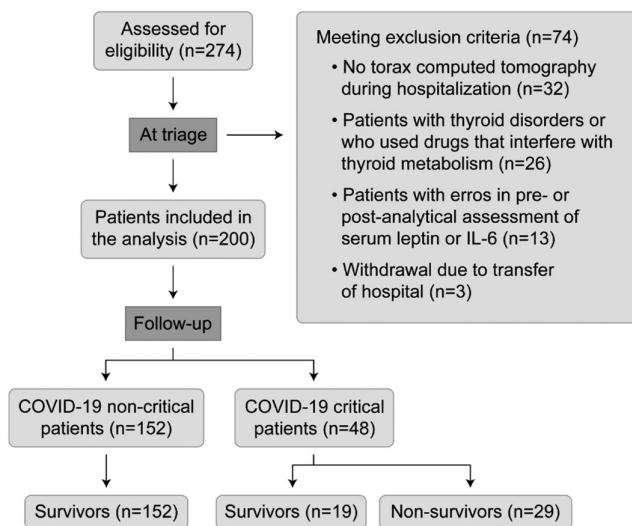 Assessed for
eligibility (n=274)
Meeting exclusion criteria (n=74)
• No torax computed tomography
during hospitalization (n=32)
• Patients with thyroid disorders or
who used drugs that interfere with
thyroid metabolism (n=26)
• Patients with erros in pre- or
post-analytical assessment of
serum leptin or IL-6 (n=13)
• Withdrawal due to transfer
of hospital (n=3)
At triage
Patients included in
the analysis (n=200)
Follow-up
COVID-19 non-critical
patients (n=152)
COVID-19 critical
patients (n=48)
Survivors (n=152)
Survivors (n=19)
Non-survivors (n=29)